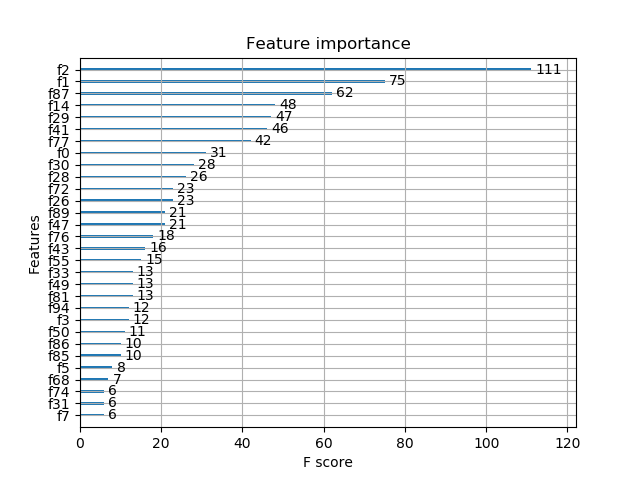 Feature importance
f2 111
f1 75
f87 62
f14 48
f29 47
f41 46
f77 42
f0 31
f30 28
f28 26
f72 23
f26 23
f89 21
f47 21
f76 18
f43 16
f55 15
f33 13
f49 13
f81 13
f94 12
f3 12
f50 11
f86 10
f85 10
f5 8
f68 7
f74 6
f31 6
f7 6
Features
0 20 40 60 80 100 120
F score